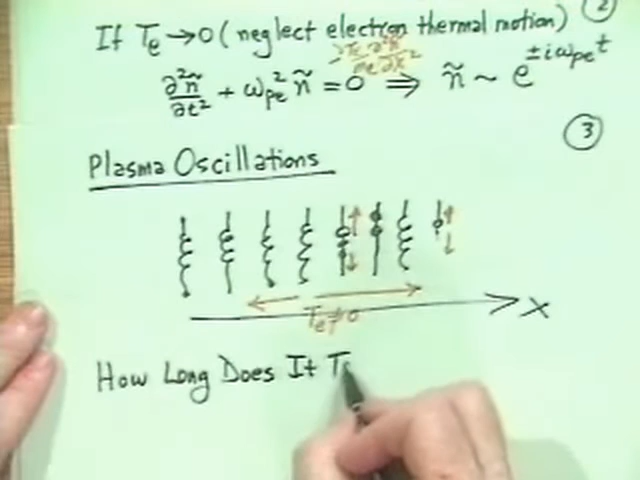 ②
If Te → 0 (neglect electron thermal motion)
∂²ñ/∂t² + ωpe² ñ = 0 ⇒ ñ ~ e^±iωpe t
③
Plasma Oscillations
Te ≠ 0
X
How Long Does It T